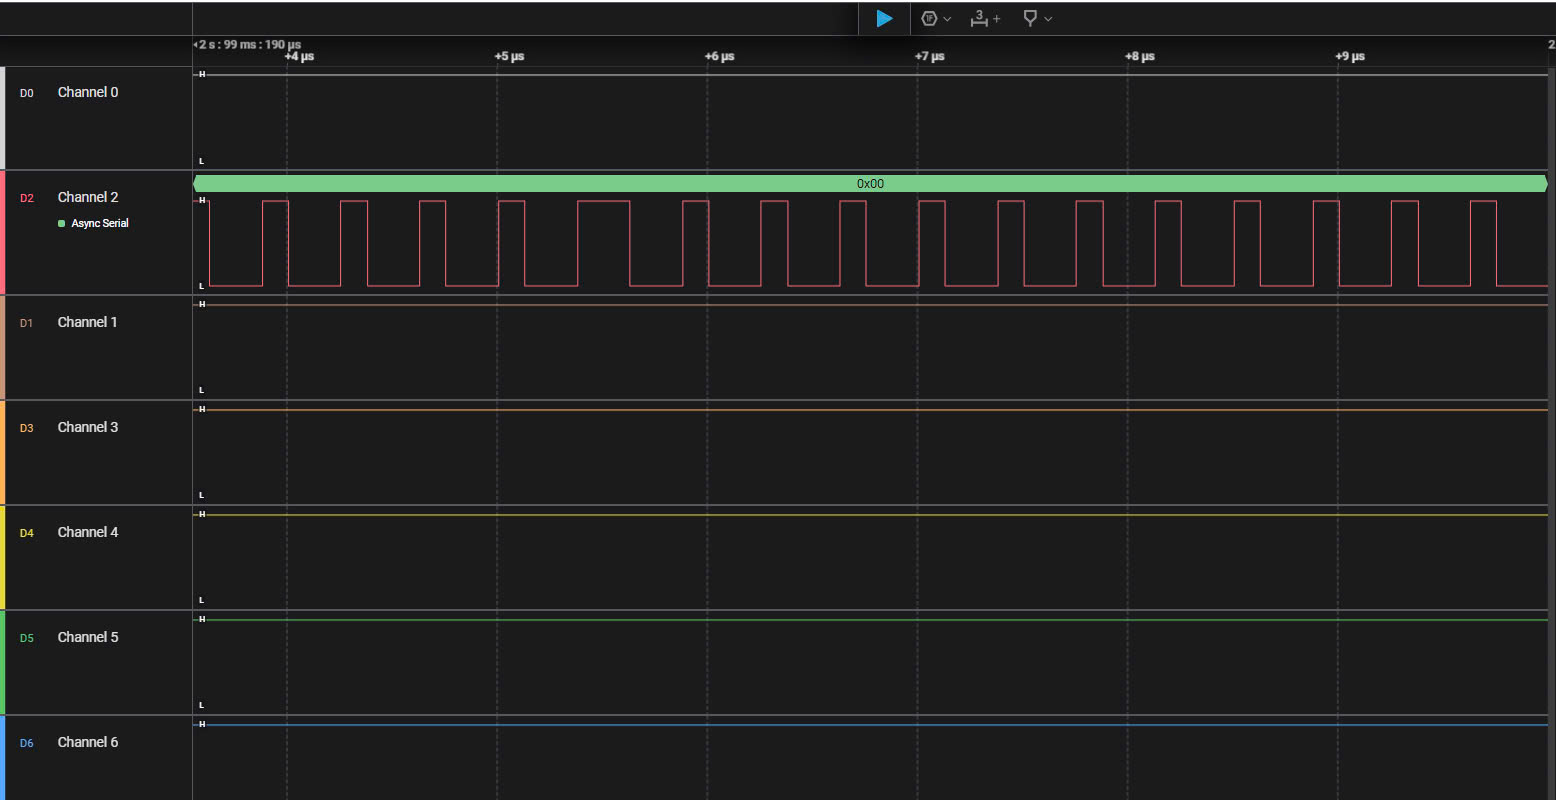 3 +
2 s : 99 ms : 190 µs
+4 µs +5 µs +6 µs +7 µs +8 µs +9 µs
2
H
D0 Channel 0
L
0x00
D2 Channel 2
H
Async Serial
L
H
D1 Channel 1
L
H
D3 Channel 3
L
H
D4 Channel 4
L
H
D5 Channel 5
L
H
D6 Channel 6